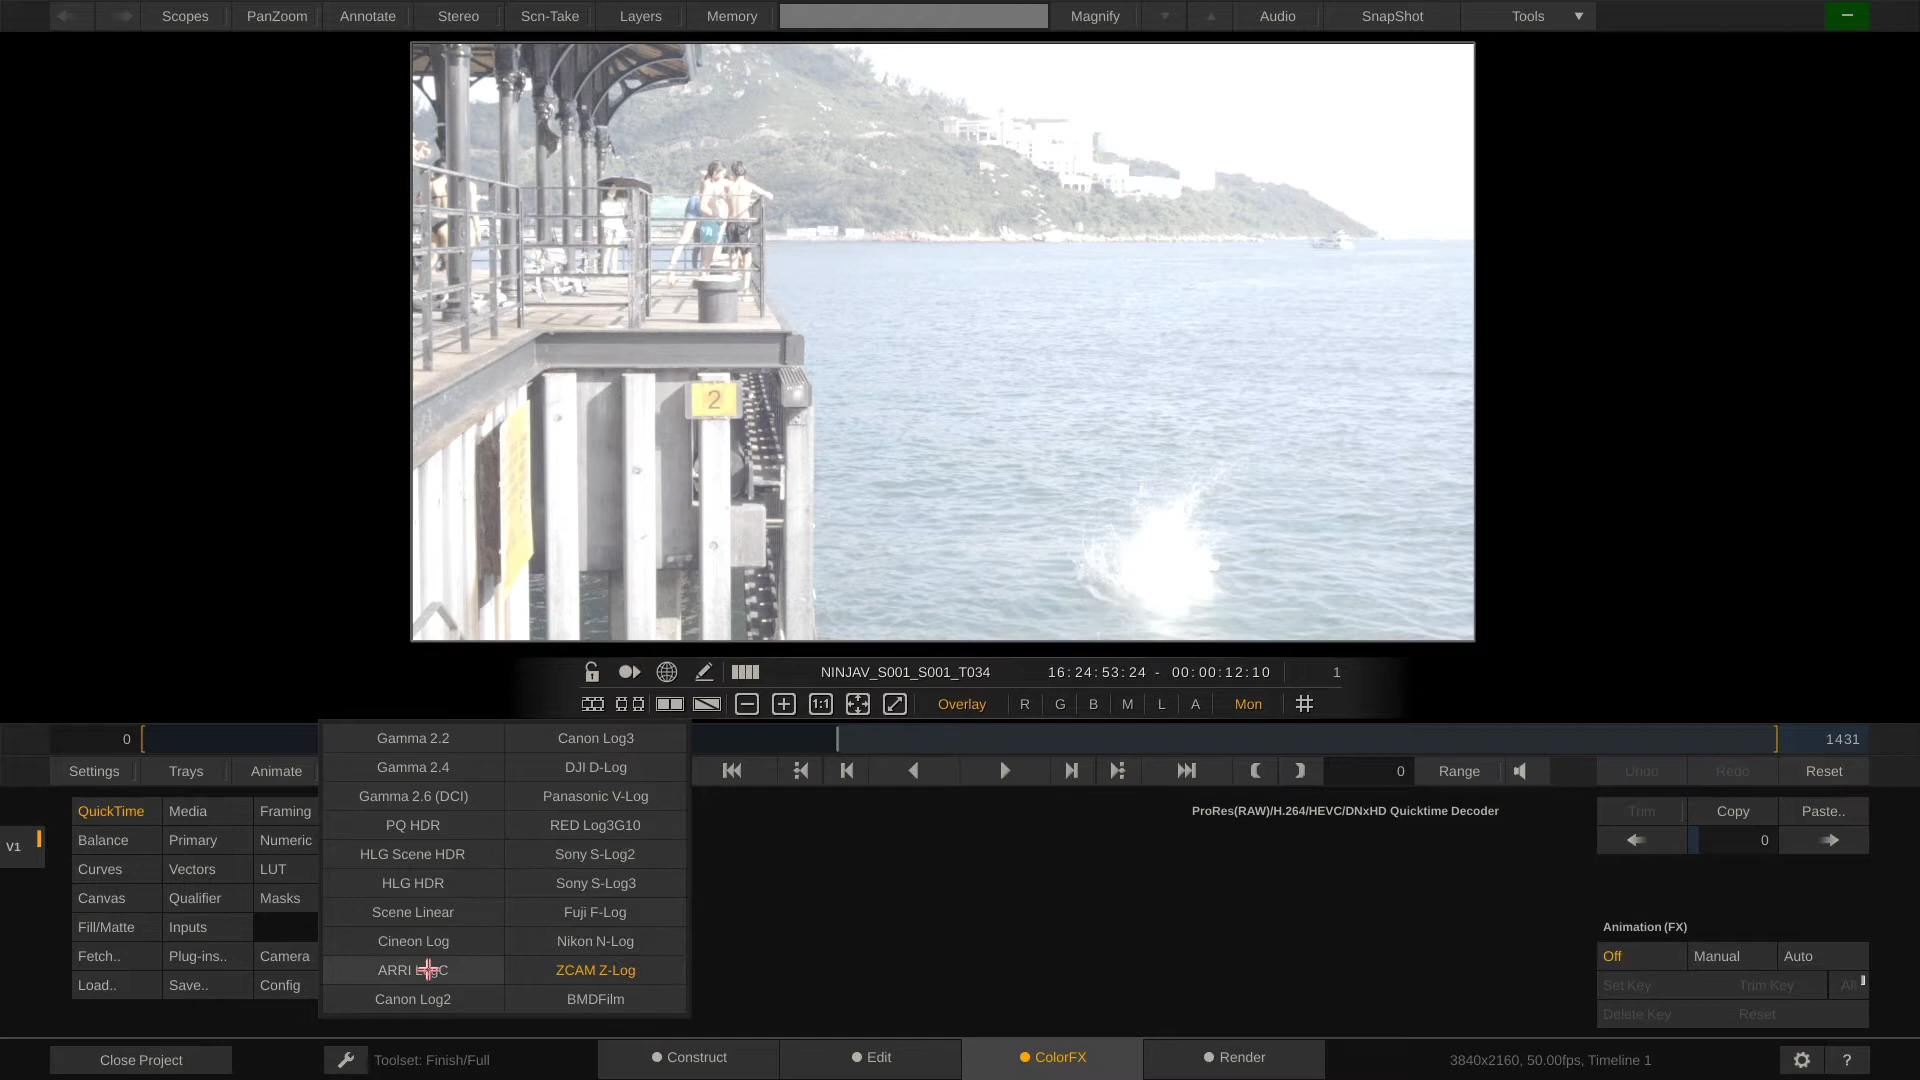 Scopes PanZoom Annotate Stereo Scn-Take Layers Memory Magnify Audio SnapShot Tools
2
NINJAV_S001_S001_T034 16:24:53:24 - 00:00:12:10 1
1:1 Overlay R G B M L A Mon
0 1431
Settings Trays Animate 0 Range Undo Redo Reset
Gamma 2.2 Canon Log3
Gamma 2.4 DJI D-Log
Gamma 2.6 (DCI) Panasonic V-Log
PQ HDR RED Log3G10
HLG Scene HDR Sony S-Log2
HLG HDR Sony S-Log3
Scene Linear Fuji F-Log
Cineon Log Nikon N-Log
ARRI LogC ZCAM Z-Log
Canon Log2 BMDFilm
V1
QuickTime Media Framing
Balance Primary Numeric
Curves Vectors LUT
Canvas Qualifier Masks
Fill/Matte Inputs
Fetch.. Plug-ins.. Camera
Load.. Save.. Config
ProRes(RAW)/H.264/HEVC/DNxHD Quicktime Decoder
Trim Copy Paste..
0
Animation (FX)
Off Manual Auto
Set Key Trim Key All
Delete Key Reset
Close Project Toolset: Finish/Full Construct Edit ColorFX Render 3840x2160, 50.00fps, Timeline 1 ?